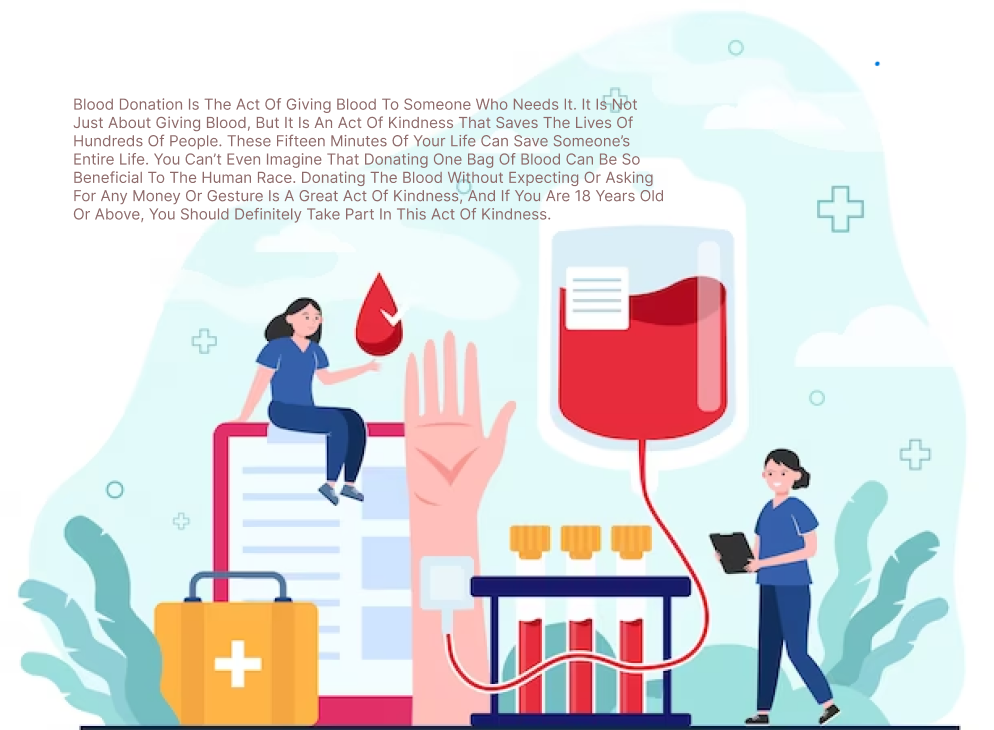 Blood Donation Is The Act Of Giving Blood To Someone Who Needs It. It Is Not
Just About Giving Blood, But It Is An Act Of Kindness That Saves The Lives Of
Hundreds Of People. These Fifteen Minutes Of Your Life Can Save Someone’s
Entire Life. You Can’t Even Imagine That Donating One Bag Of Blood Can Be So
Beneficial To The Human Race. Donating The Blood Without Expecting Or Asking
For Any Money Or Gesture Is A Great Act Of Kindness, And If You Are 18 Years Old
Or Above, You Should Definitely Take Part In This Act Of Kindness.